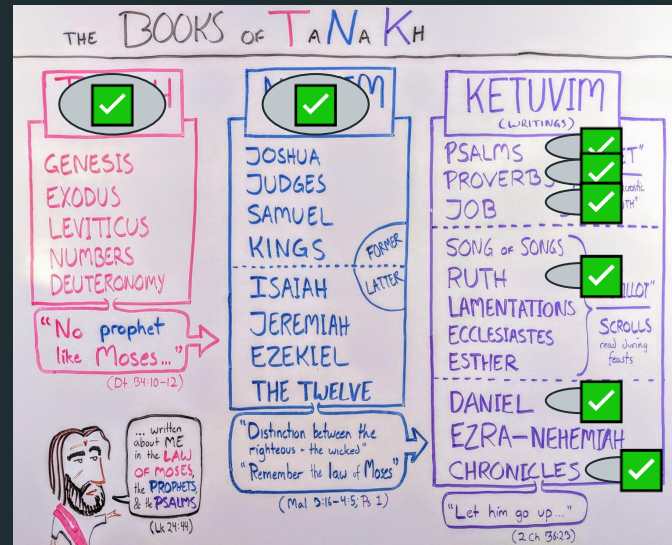 THE BOOKS OF TANAKH
GENESIS
EXODUS
LEVITICUS
NUMBERS
DEUTERONOMY
"No prophet
like Moses..."
(Dt 34:10-12)
... written
about ME
in the LAW
OF MOSES,
the PROPHETS
& the PSALMS
(Lk 24:44)
JOSHUA
JUDGES
SAMUEL
KINGS
FORMER
LATTER
ISAIAH
JEREMIAH
EZEKIEL
THE TWELVE
"Distinction between the
righteous + the wicked"
"Remember the law of Moses"
(Mal 3:16-4:5; Ps 1)
KETUVIM
(WRITINGS)
PSALMS
PROVERBS
JOB
SONG of SONGS
RUTH
LAMENTATIONS
ECCLESIASTES
ESTHER
SCROLLS
read during
feasts
DANIEL
EZRA-NEHEMIAH
CHRONICLES
"Let him go up..."
(2 Ch 36:23)